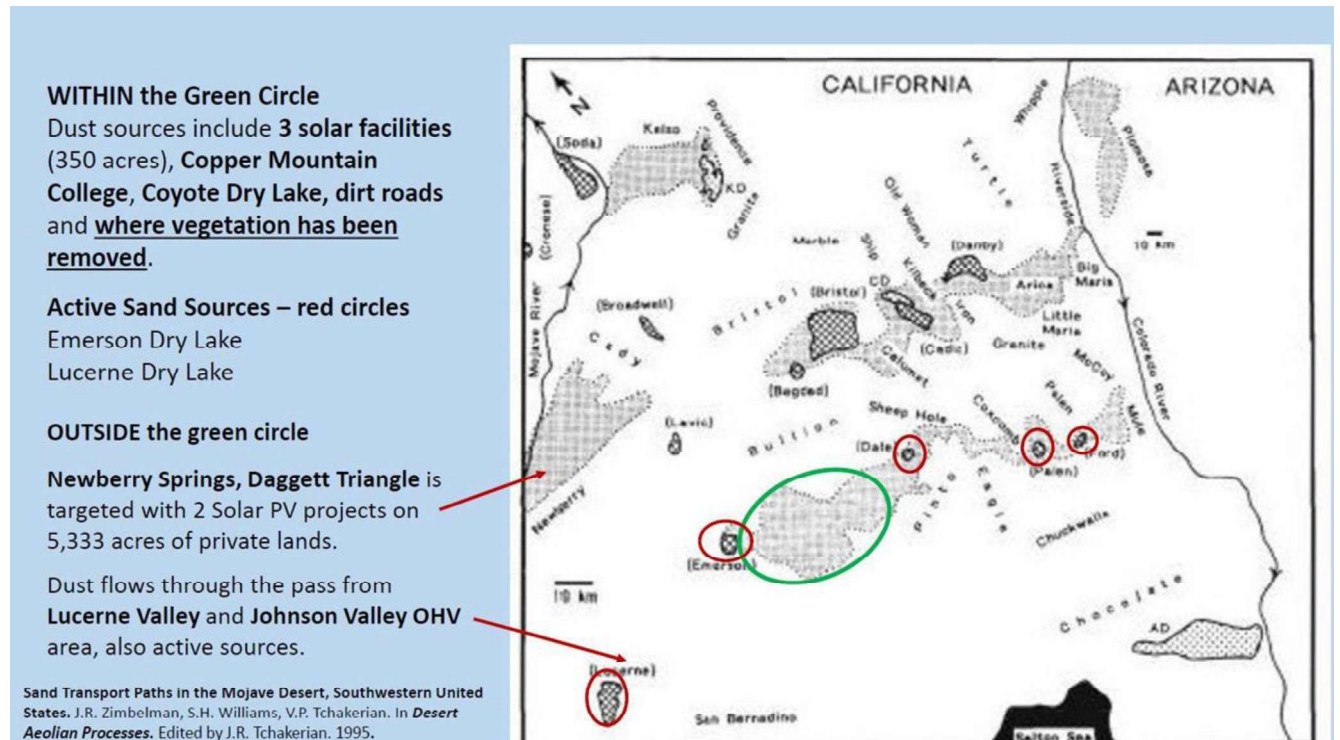 WITHIN the Green Circle
Dust sources include 3 solar facilities
(350 acres), Copper Mountain
College, Coyote Dry Lake, dirt roads
and where vegetation has been
removed.
Active Sand Sources – red circles
Emerson Dry Lake
Lucerne Dry Lake
OUTSIDE the green circle
Newberry Springs, Daggett Triangle is
targeted with 2 Solar PV projects on
5,333 acres of private lands.
Dust flows through the pass from
Lucerne Valley and Johnson Valley OHV
area, also active sources.
Sand Transport Paths in the Mojave Desert, Southwestern United
States. J.R. Zimbelman, S.H. Williams, V.P. Tchakerian. In Desert
Aeolian Processes. Edited by J.R. Tchakerian. 1995.
N
CALIFORNIA
ARIZONA
(Soda)
Kelso
Providence
KD
Granite
(Cronese)
Mojave River
Whipple
Turtle
Riverside
Plomosa
10 km
Old Woman
Marble
Ship
Kilbeck
(Danby)
CD
Iron
Arica
Big
Maria
Little
Maria
(Broadwell)
Bristol
(Bristol)
(Cadiz)
Granite
Cady
Calumet
McCoy
(Bagdad)
Colorado River
Palen
Mule
Sheep Hole
Coxcomb
(Lavic)
Bullion
(Dale)
(Palen)
(Ford)
Newberry
Pinto
Eagle
Chuckwalla
(Emerson)
10 km
Chocolate
AD
(Lucerne)
San Bernadino
Salton Sea